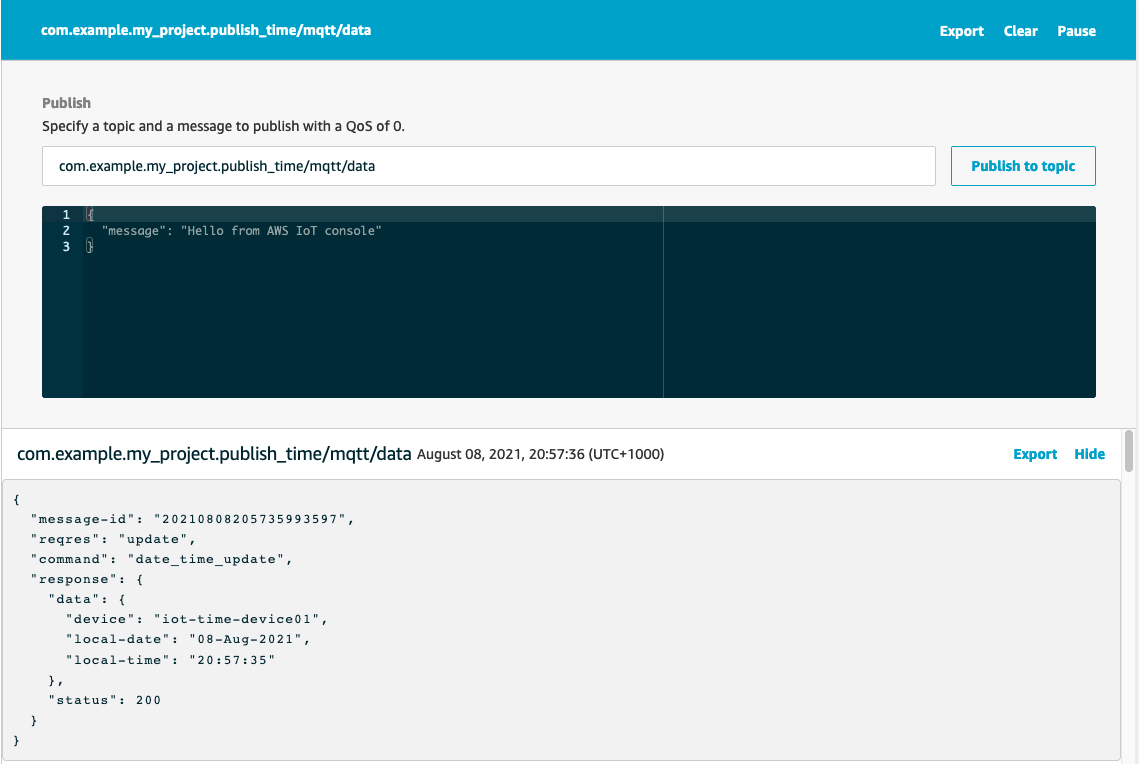 com.example.my_project.publish_time/mqtt/data
Export Clear Pause
Publish
Specify a topic and a message to publish with a QoS of 0.
com.example.my_project.publish_time/mqtt/data
Publish to topic
1 {
2 "message": "Hello from AWS IoT console"
3 }
com.example.my_project.publish_time/mqtt/data August 08, 2021, 20:57:36 (UTC+1000)
Export Hide
{
"message-id": "20210808205735993597",
"reqres": "update",
"command": "date_time_update",
"response": {
"data": {
"device": "iot-time-device01",
"local-date": "08-Aug-2021",
"local-time": "20:57:35"
},
"status": 200
}
}